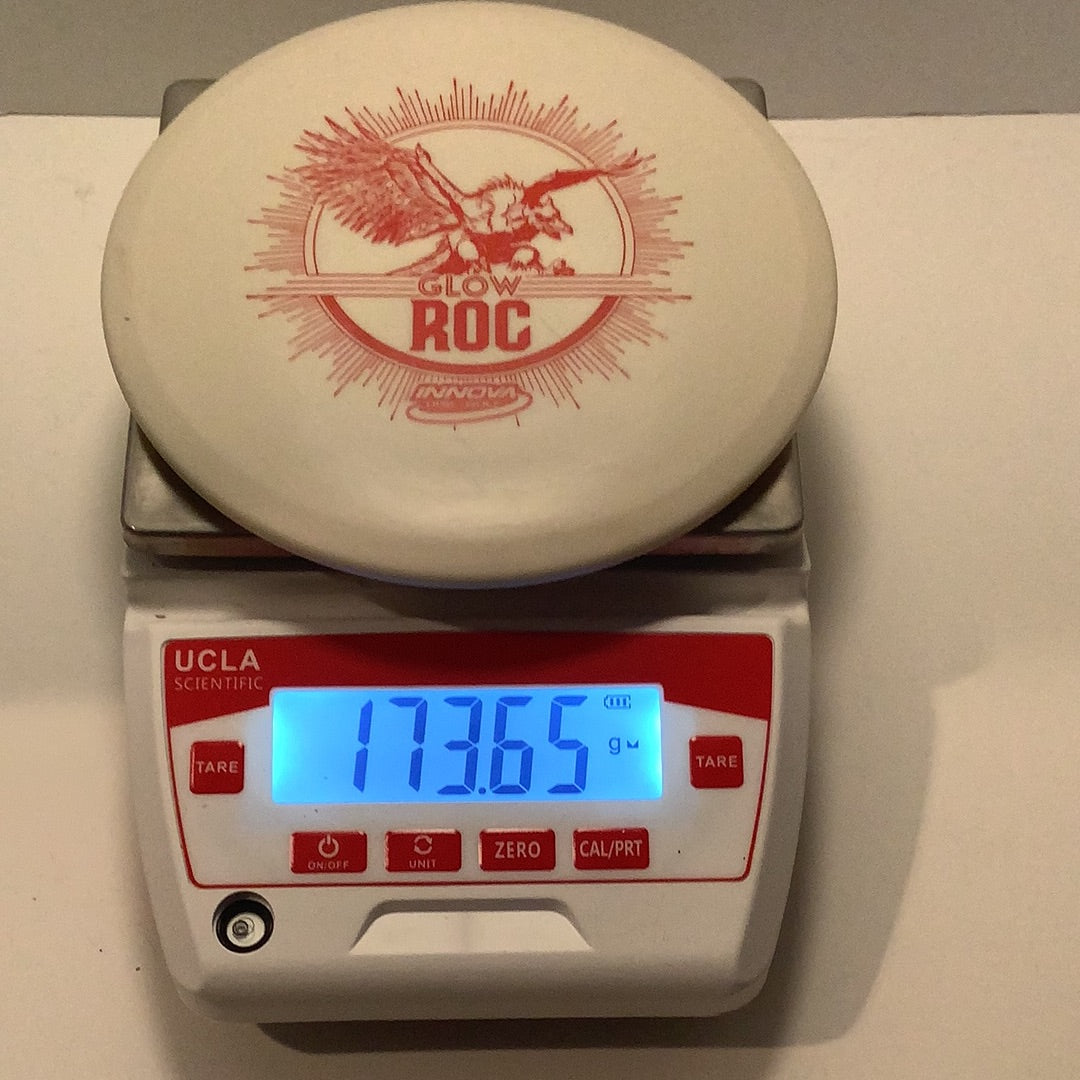 GLOW
ROC
INNOVA
UCLA
SCIENTIFIC
173.65
g
TARE
TARE
ON/OFF
UNIT
ZERO
CAL/PRT